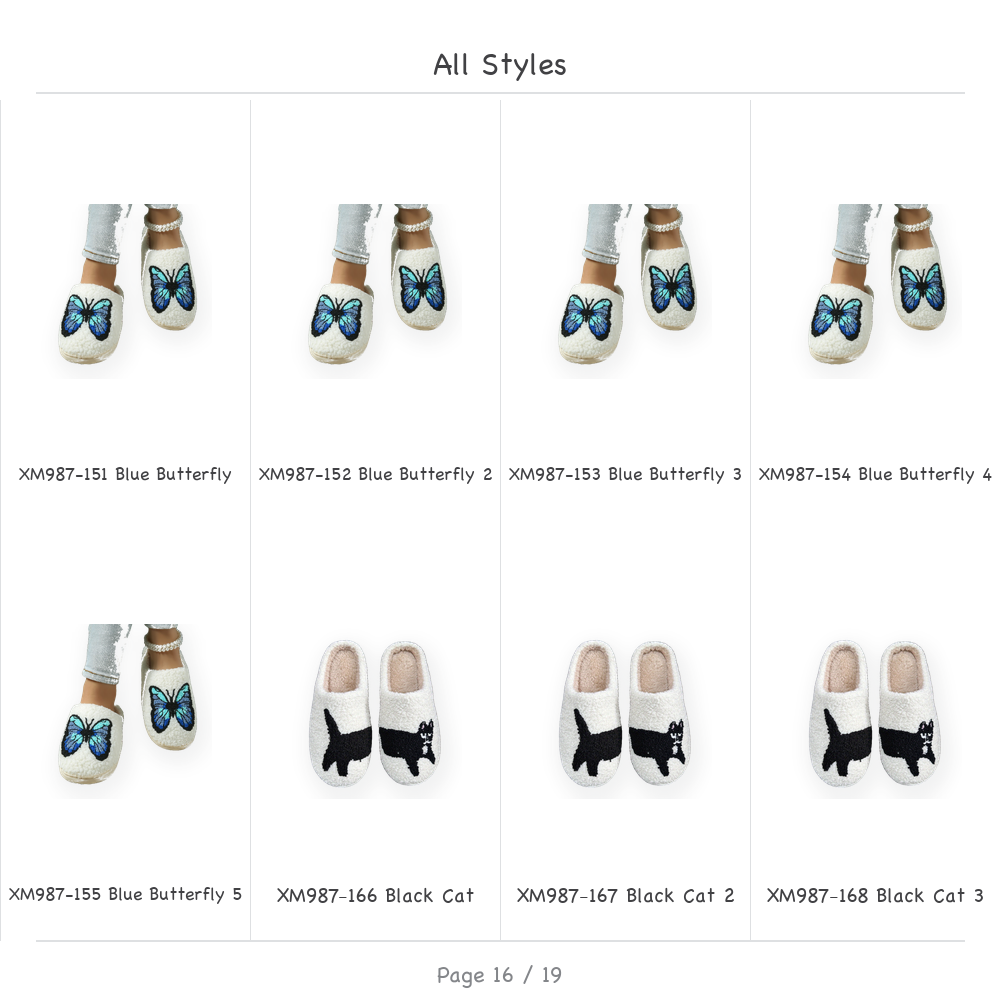 All Styles
XM987-151 Blue Butterfly
XM987-152 Blue Butterfly 2
XM987-153 Blue Butterfly 3
XM987-154 Blue Butterfly 4
XM987-155 Blue Butterfly 5
XM987-166 Black Cat
XM987-167 Black Cat 2
XM987-168 Black Cat 3
Page 16 / 19